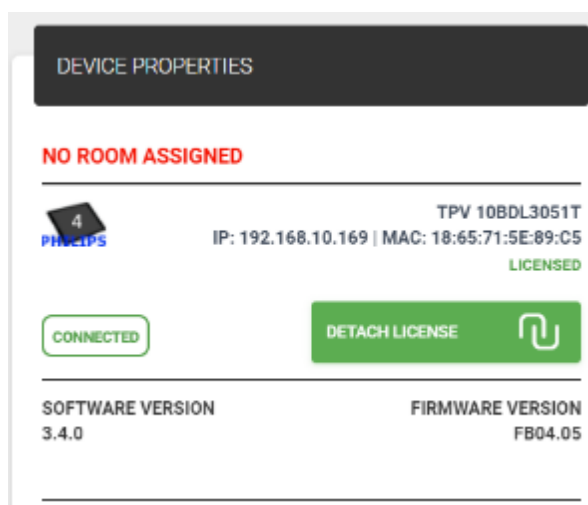 DEVICE PROPERTIES
NO ROOM ASSIGNED
4
PHILIPS
TPV 10BDL3051T
IP: 192.168.10.169 | MAC: 18:65:71:5E:89:C5
LICENSED
CONNECTED
DETACH LICENSE
SOFTWARE VERSION
3.4.0
FIRMWARE VERSION
FB04.05